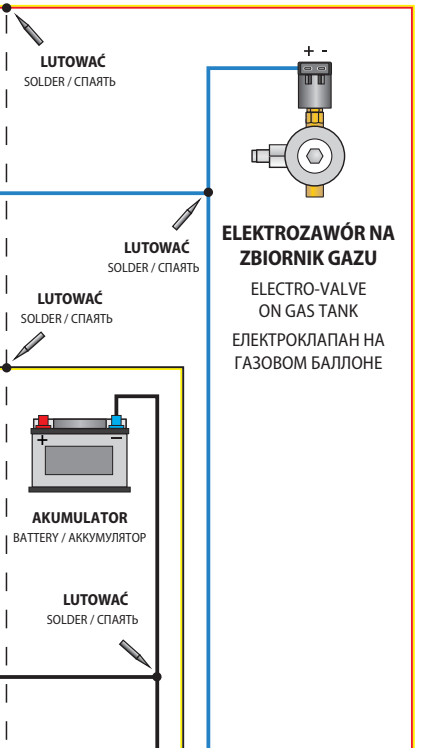 LUTOWAĆ
SOLDER / СПАЯТЬ
+ -
LUTOWAĆ
SOLDER / СПАЯТЬ
ELEKTROZAWÓR NA
ZBIORNIK GAZU
ELECTRO-VALVE
ON GAS TANK
ЕЛЕКТРОКЛАПАН НА
ГАЗОВОМ БАЛЛОНЕ
LUTOWAĆ
SOLDER / СПАЯТЬ
+ −
AKUMULATOR
BATTERY / АККУМУЛЯТОР
LUTOWAĆ
SOLDER / СПАЯТЬ